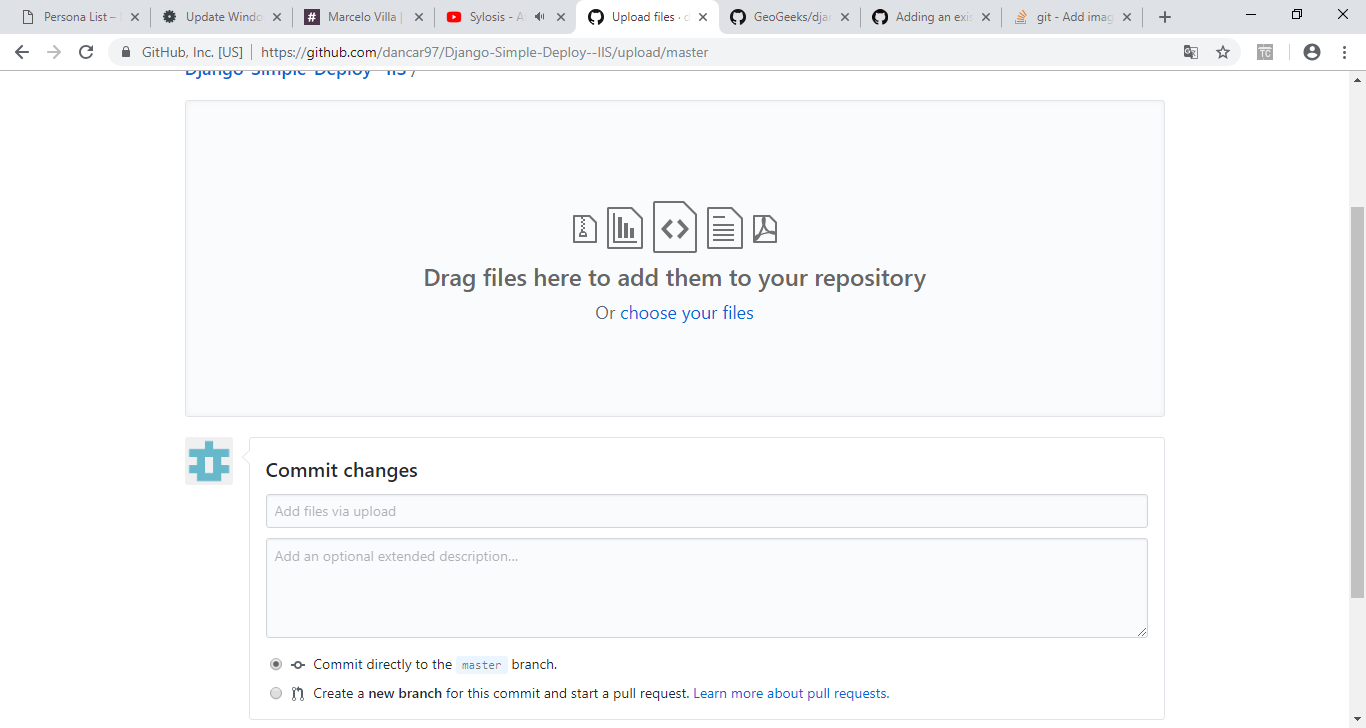 Persona List –
Update Windo
Marcelo Villa |
Sylosis - A
Upload files · d
GeoGeeks/djan
Adding an exis
git - Add imag
GitHub, Inc. [US] | https://github.com/dancar97/Django-Simple-Deploy--IIS/upload/master
TC
Django-Simple-Deploy--IIS /
Drag files here to add them to your repository
Or choose your files
Commit changes
Add files via upload
Add an optional extended description...
Commit directly to the master branch.
Create a new branch for this commit and start a pull request. Learn more about pull requests.